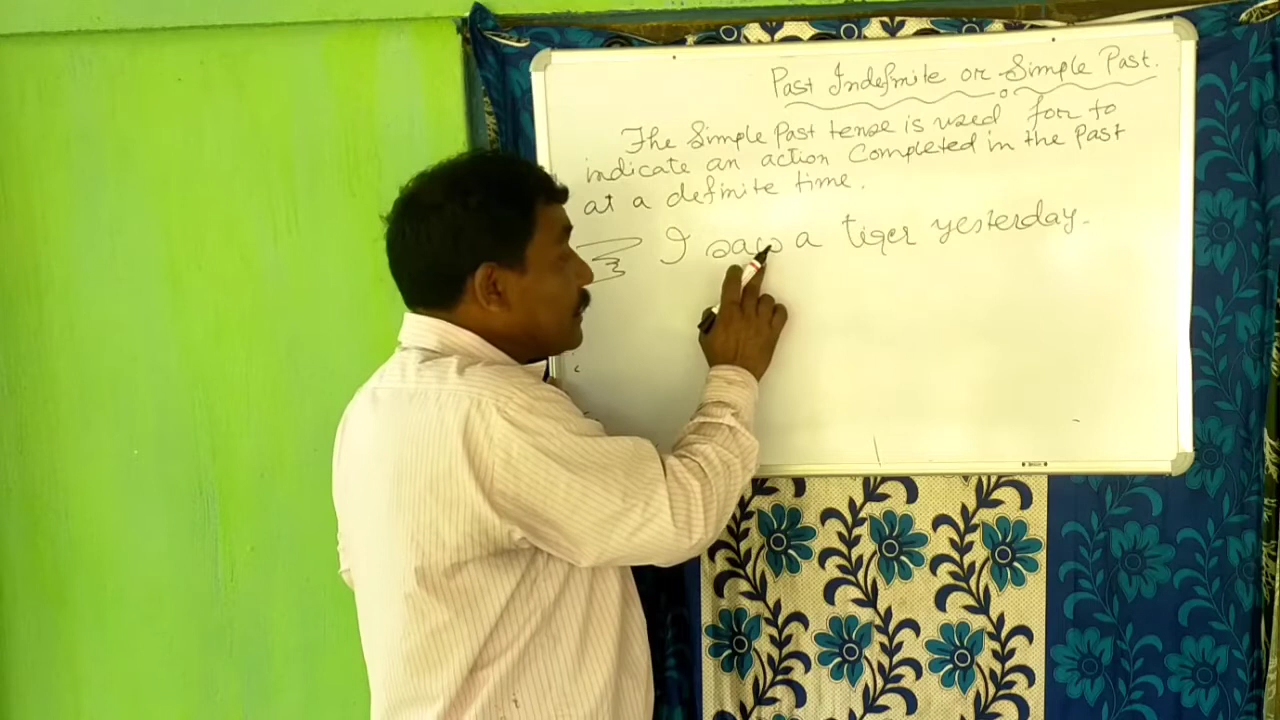 Past Indefinite or Simple Past.
The Simple Past tense is used for to
indicate an action Completed in the Past
at a definite time.
I saw a tiger yesterday.